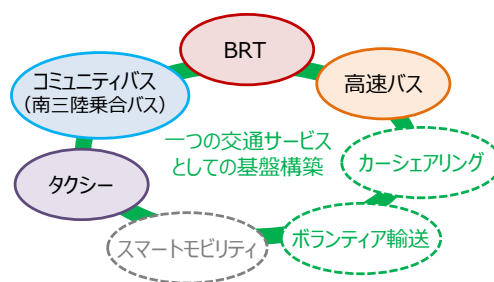 BRT
コミュニティバス
（南三陸乗合バス）
高速バス
一つの交通サービス
としての基盤構築
カーシェアリング
タクシー
ボランティア輸送
スマートモビリティ